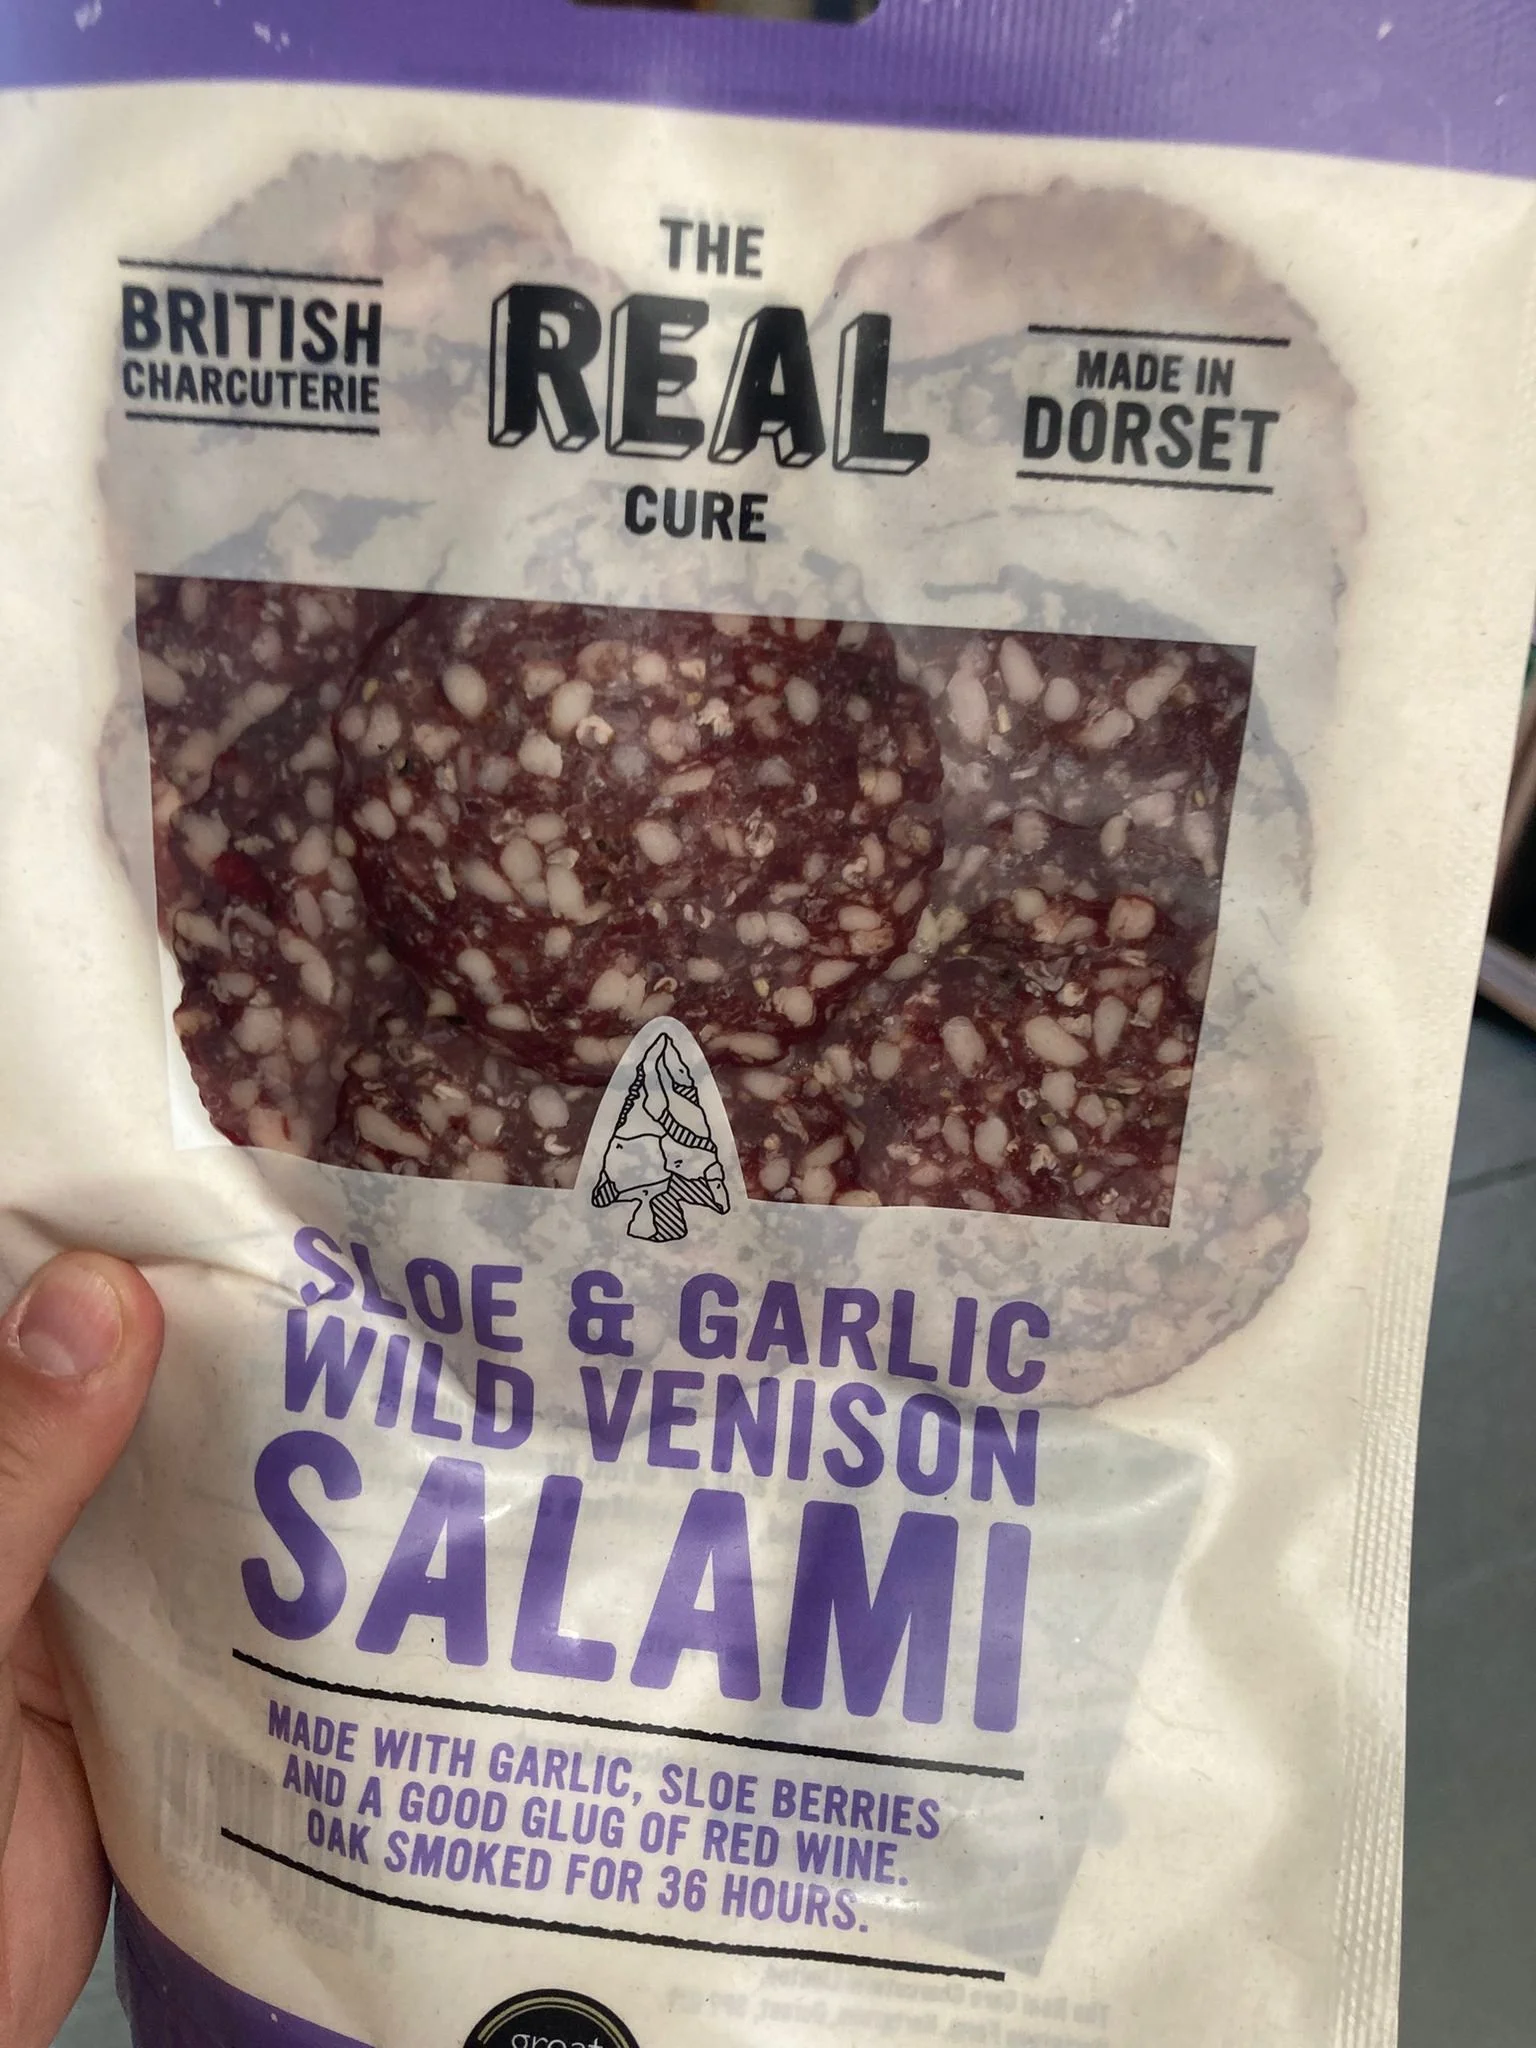 THE
REAL
CURE
BRITISH
CHARCUTERIE
MADE IN
DORSET
SLOE & GARLIC
WILD VENISON
SALAMI
MADE WITH GARLIC, SLOE BERRIES
AND A GOOD GLUG OF RED WINE.
OAK SMOKED FOR 36 HOURS.
great